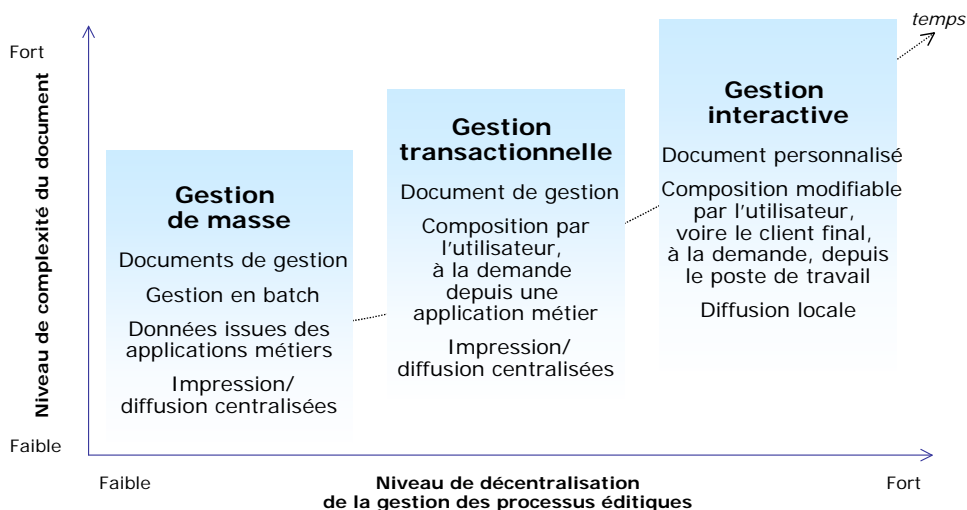 temps
Fort
Niveau de complexité du document
Faible
Gestion
de masse
Documents de gestion
Gestion en batch
Données issues des
applications métiers
Impression/
diffusion centralisées
Gestion
transactionnelle
Document de gestion
Composition par
l'utilisateur,
à la demande
depuis une
application métier
Impression/
diffusion centralisées
Gestion
interactive
Document personnalisé
Composition modifiable
par l'utilisateur,
voire le client final,
à la demande, depuis
le poste de travail
Diffusion locale
Faible
Niveau de décentralisation
de la gestion des processus éditiques
Fort